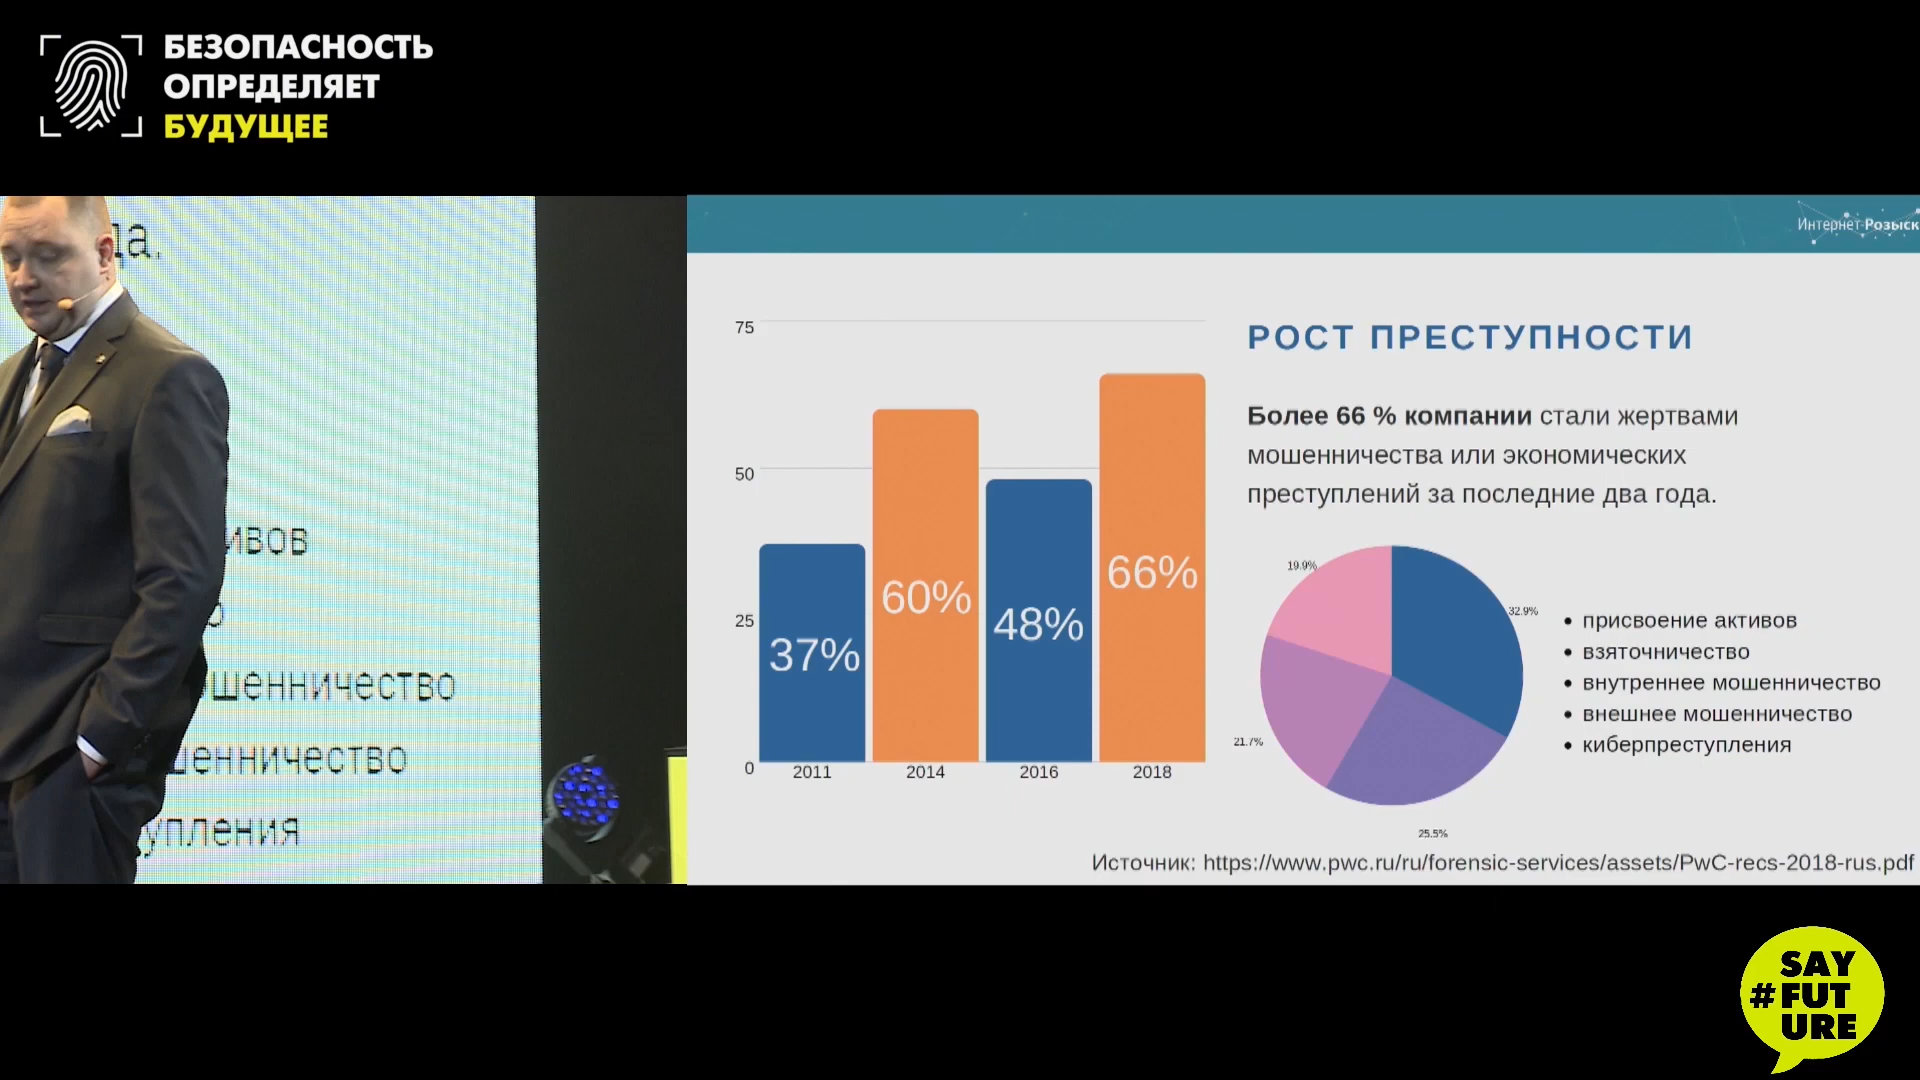 БЕЗОПАСНОСТЬ
ОПРЕДЕЛЯЕТ
БУДУЩЕЕ
да.
ивов
о
ошенничество
шенничество
упления
Интернет-Розыск
75
50
25
0
37%
60%
48%
66%
2011
2014
2016
2018
РОСТ ПРЕСТУПНОСТИ
Более 66 % компании стали жертвами
мошенничества или экономических
преступлений за последние два года.
19.9%
32.9%
21.7%
25.5%
• присвоение активов
• взяточничество
• внутреннее мошенничество
• внешнее мошенничество
• киберпреступления
Источник: https://www.pwc.ru/ru/forensic-services/assets/PwC-recs-2018-rus.pdf
SAY
#FUT
URE